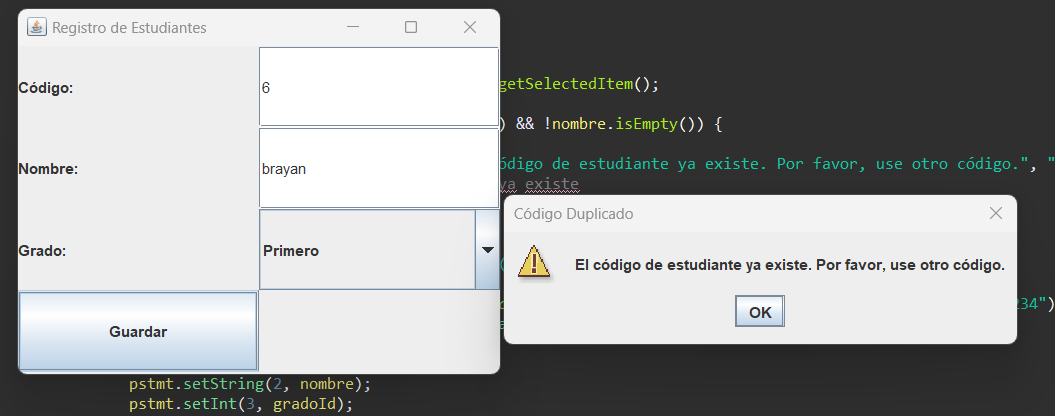 Registro de Estudiantes
Código:
6
Nombre:
brayan
Grado:
Primero
Guardar
getSelectedItem();
) && !nombre.isEmpty()) {
ódigo de estudiante ya existe. Por favor, use otro código.", "
ya existe
Código Duplicado
El código de estudiante ya existe. Por favor, use otro código.
OK
234")
pstmt.setString(2, nombre);
pstmt.setInt(3, gradoId);